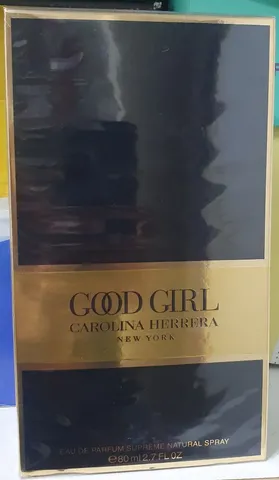 GOOD GIRL
CAROLINA HERRERA
NEW YORK
EAU DE PARFUM SUPREME NATURAL SPRAY
℮80 ml 2.7 FL OZ